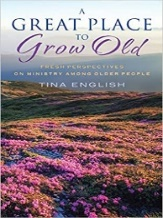 A
GREAT PLACE
TO
Grow Old
FRESH PERSPECTIVES
ON MINISTRY AMONG OLDER PEOPLE
TINA ENGLISH